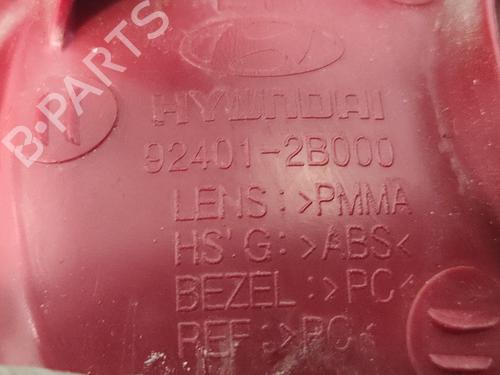 HYUNDAI
92401-2B000
LENS:>PMMA
HS'G:>ABS<
BEZEL:>PC<
REF:>PC<
B-PARTS